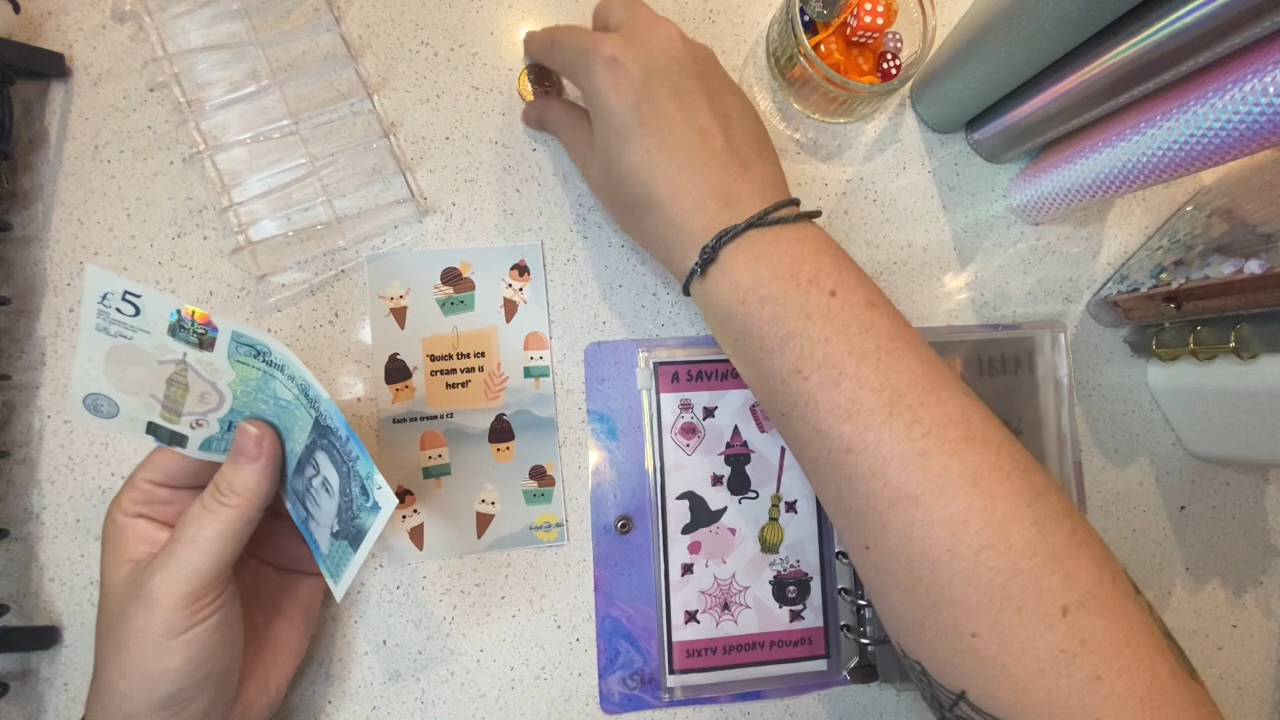 £5
Bank of England
"Quick the ice
cream van is
here!"
Each ice cream is £2
A SAVING
SIXTY SPOOKY POUNDS